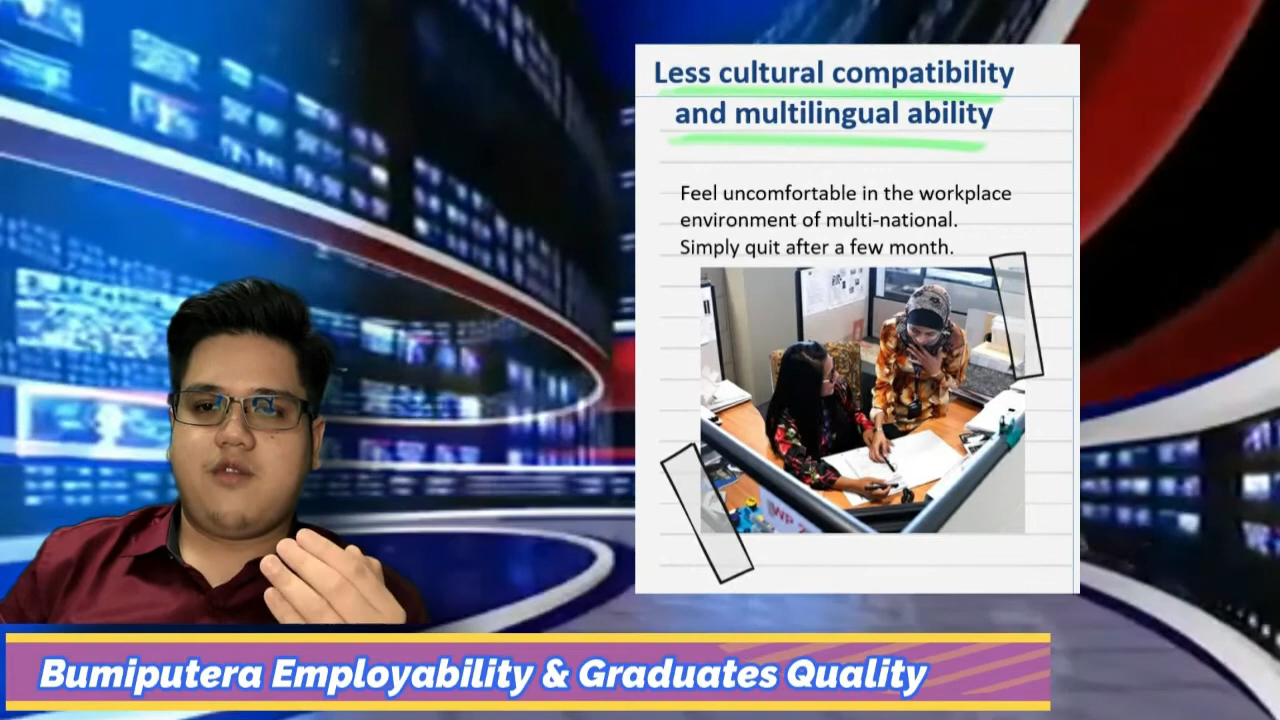 Less cultural compatibility
and multilingual ability
Feel uncomfortable in the workplace
environment of multi-national.
Simply quit after a few month.
Bumiputera Employability & Graduates Quality